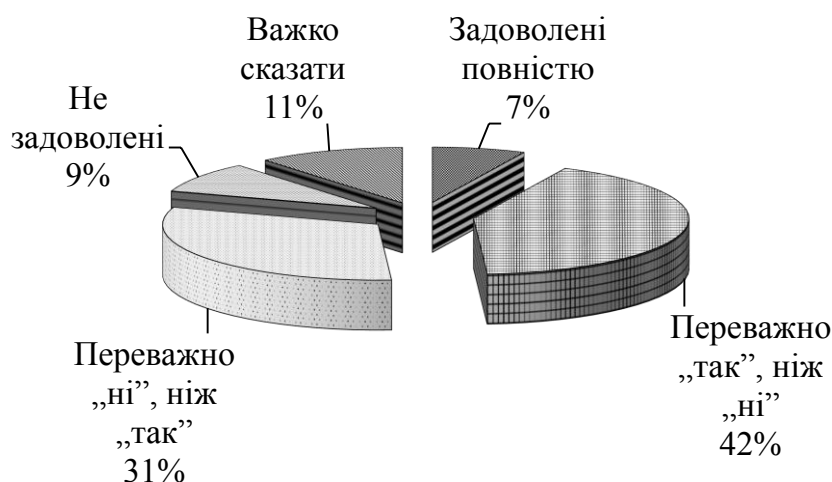 Важко
сказати
11%
Задоволені
повністю
7%
Не
задоволені
9%
Переважно
„ні”, ніж
„так”
31%
Переважно
„так”, ніж
„ні”
42%